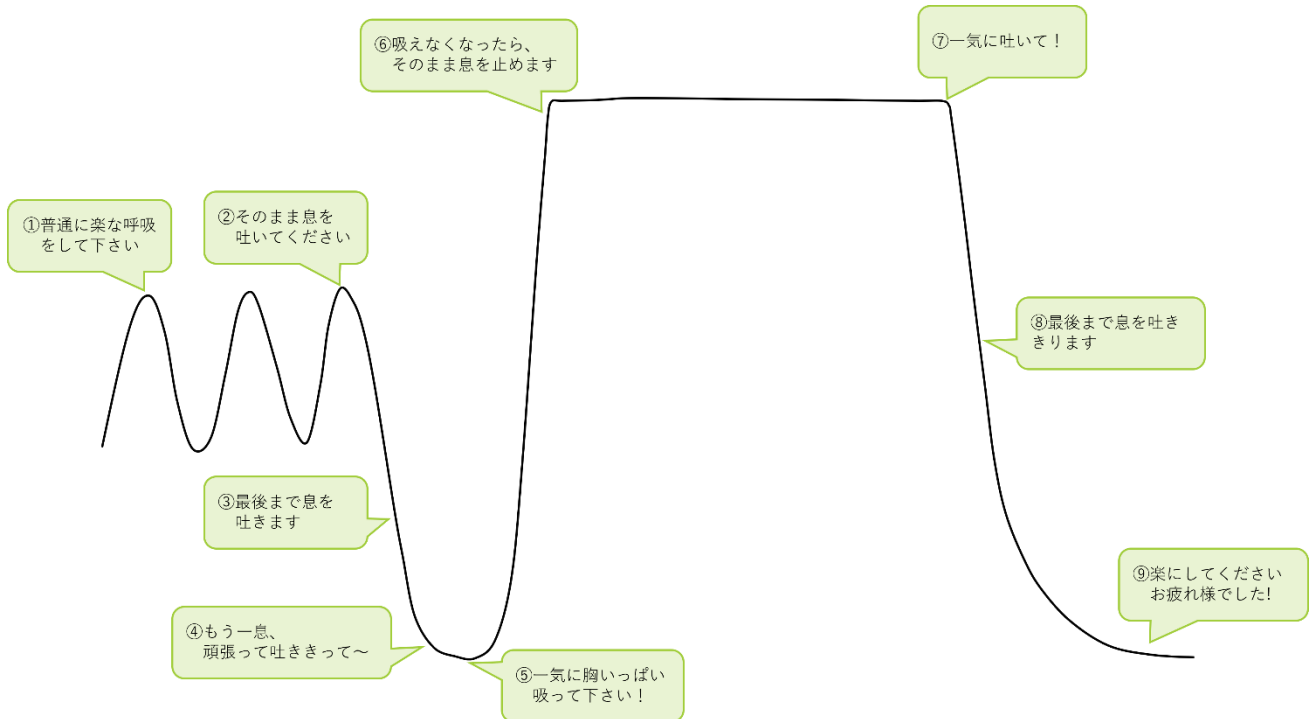 ①普通に楽な呼吸
をして下さい
②そのまま息を
吐いてください
③最後まで息を
吐きます
④もう一息、
頑張って吐ききって～
⑤一気に胸いっぱい
吸って下さい！
⑥吸えなくなったら、
そのまま息を止めます
⑦一気に吐いて！
⑧最後まで息を吐き
きります
⑨楽にしてください
お疲れ様でした!